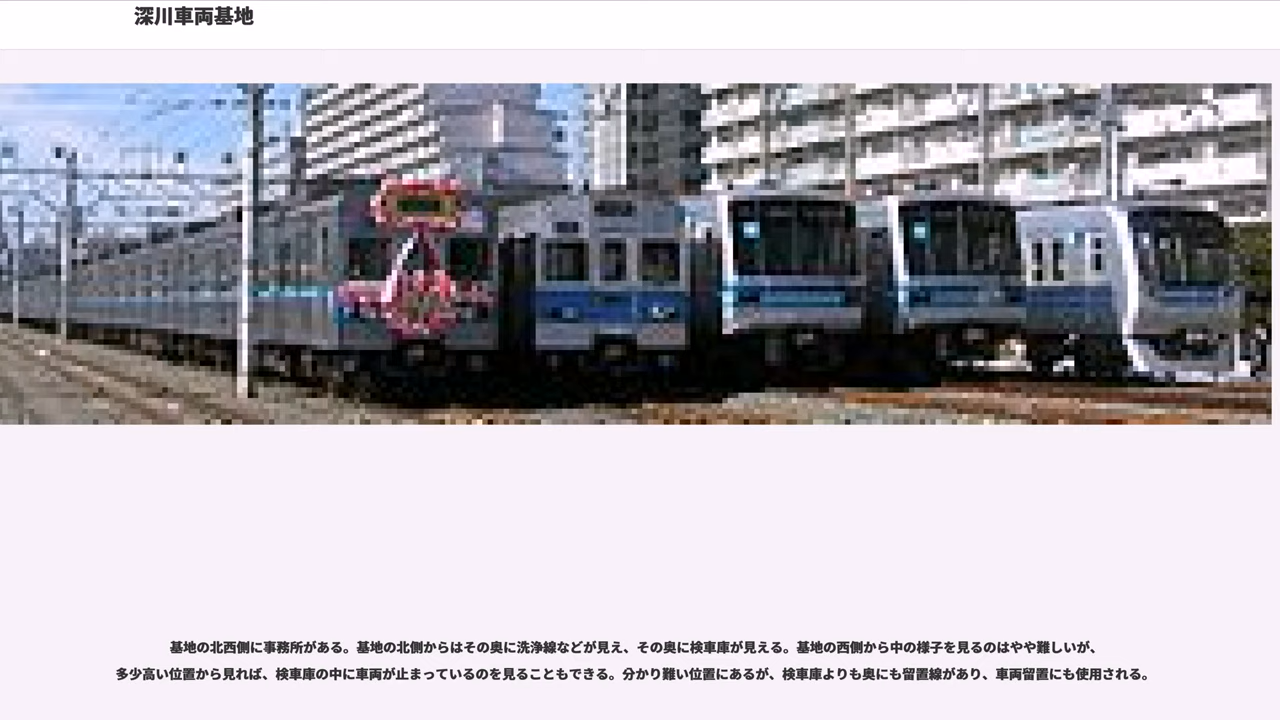 深川車両基地
基地の北西側に事務所がある。基地の北側からはその奥に洗浄線などが見え、その奥に検車庫が見える。基地の西側から中の様子を見るのはやや難しいが、
多少高い位置から見れば、検車庫の中に車両が止まっているのを見ることもできる。分かり難い位置にあるが、検車庫よりも奥にも留置線があり、車両留置にも使用される。